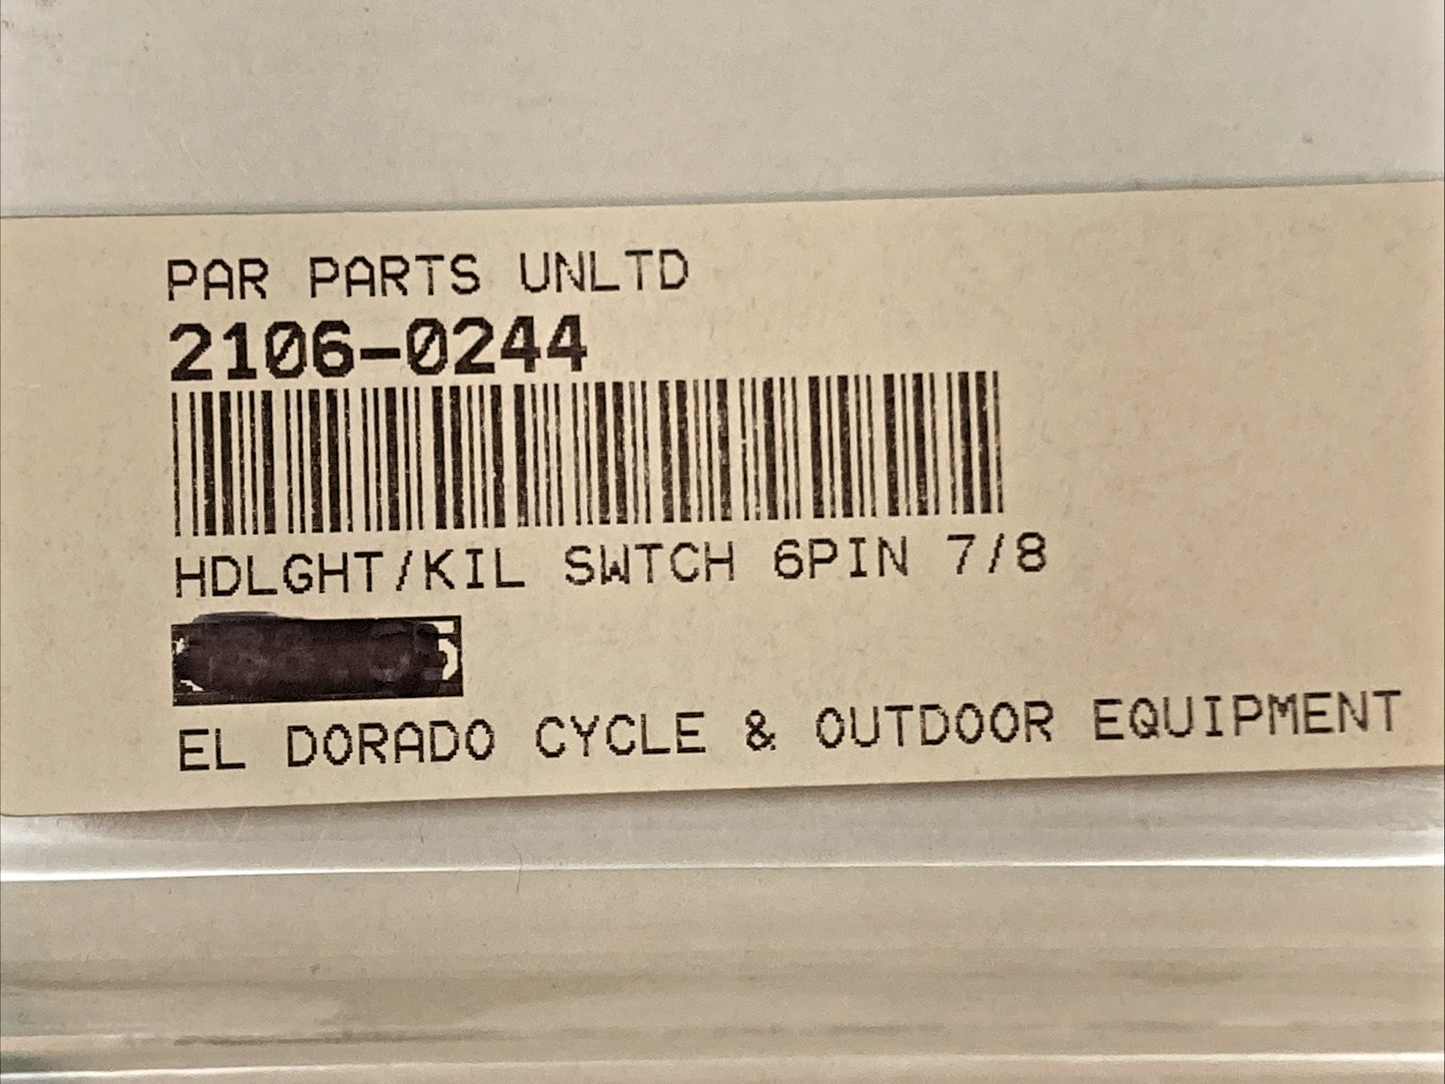 PAR PARTS UNLTD
2106-0244
HDLGHT/KIL SWTCH 6PIN 7/8
EL DORADO CYCLE & OUTDOOR EQUIPMENT